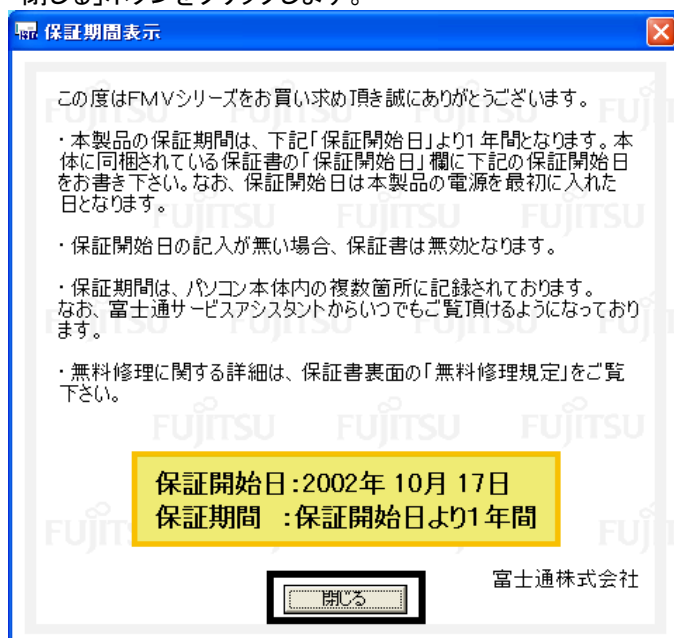 閉じる」ボタンをクリックします。
保証期間表示
この度はFMVシリーズをお買い求め頂き誠にありがとうございます。
・本製品の保証期間は、下記「保証開始日」より1年間となります。本
体に同梱されている保証書の「保証開始日」欄に下記の保証開始日
をお書き下さい。なお、保証開始日は本製品の電源を最初に入れた
日となります。
・保証開始日の記入が無い場合、保証書は無効となります。
・保証期間は、パソコン本体内の複数箇所に記録されております。
なお、富士通サービスアシスタントからいつでもご覧頂けるようになっており
ます。
・無料修理に関する詳細は、保証書裏面の「無料修理規定」をご覧
下さい。
FUJITSU FUJITSU FUJITSU
保証開始日:2002年 10月 17日
保証期間 :保証開始日より1年間
富士通株式会社
閉じる